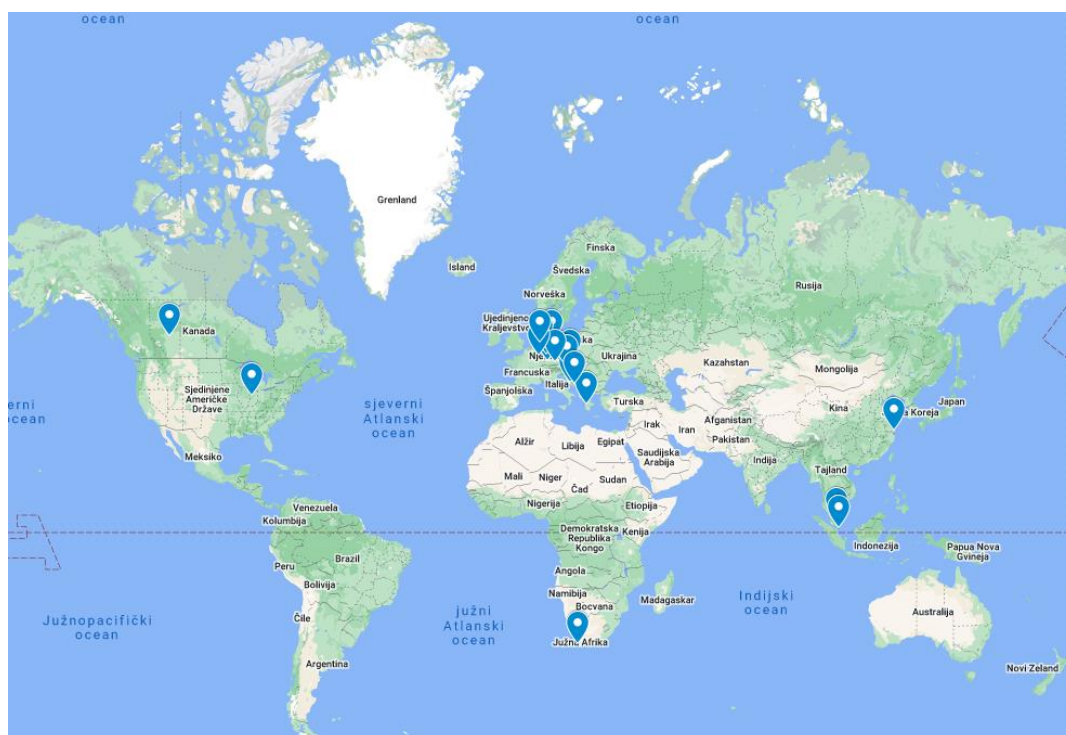 ocean
ocean
Grenland
Island
Finska
Švedska
Norveška
Rusija
Ujedinjeno
Kraljevstvo
Kanada
Ukrajina
Francuska
Kazahstan
Mongolija
Sjedinjene
Američke
Države
Španjolska
Italija
Turska
erni
ocean
sjeverni
Atlanski
ocean
Kina
Koreja
Japan
Afganistan
Irak
Iran
Pakistan
Alžir
Libija
Egipat
Saudijska
Arabija
Meksiko
Indija
Tajland
Mali
Niger
Čad
Sudan
Nigerija
Etiopija
Venezuela
Kolumbija
Demokratska
Republika
Kongo
Kenija
Indonezija
Papua Nova
Gvineja
Peru
Brazil
Angola
Bolivija
Namibija
Bocvana
Madagaskar
Indijski
ocean
Južnopacifički
ocean
južni
Atlanski
ocean
Čile
Australija
Južna Afrika
Argentina
Novi Zeland